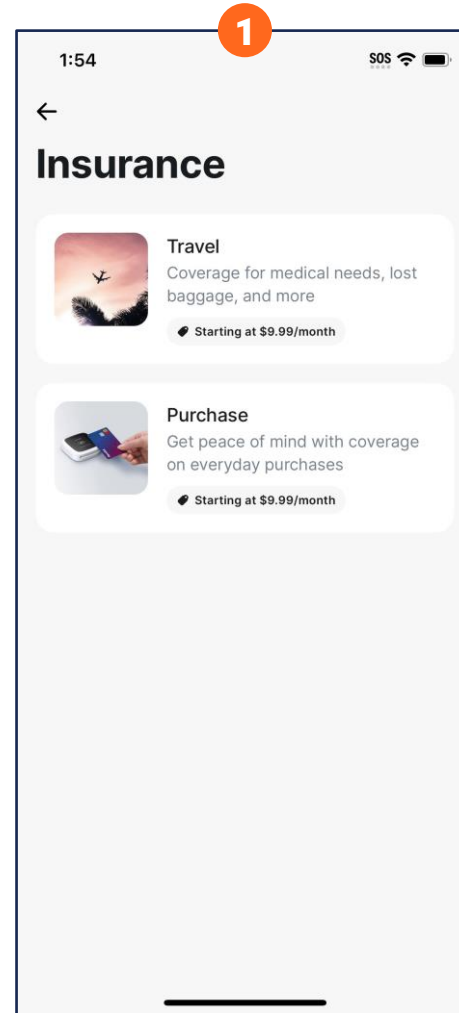 1
1:54
SOS
Insurance
Travel
Coverage for medical needs, lost
baggage, and more
Starting at $9.99/month
Purchase
Get peace of mind with coverage
on everyday purchases
Starting at $9.99/month